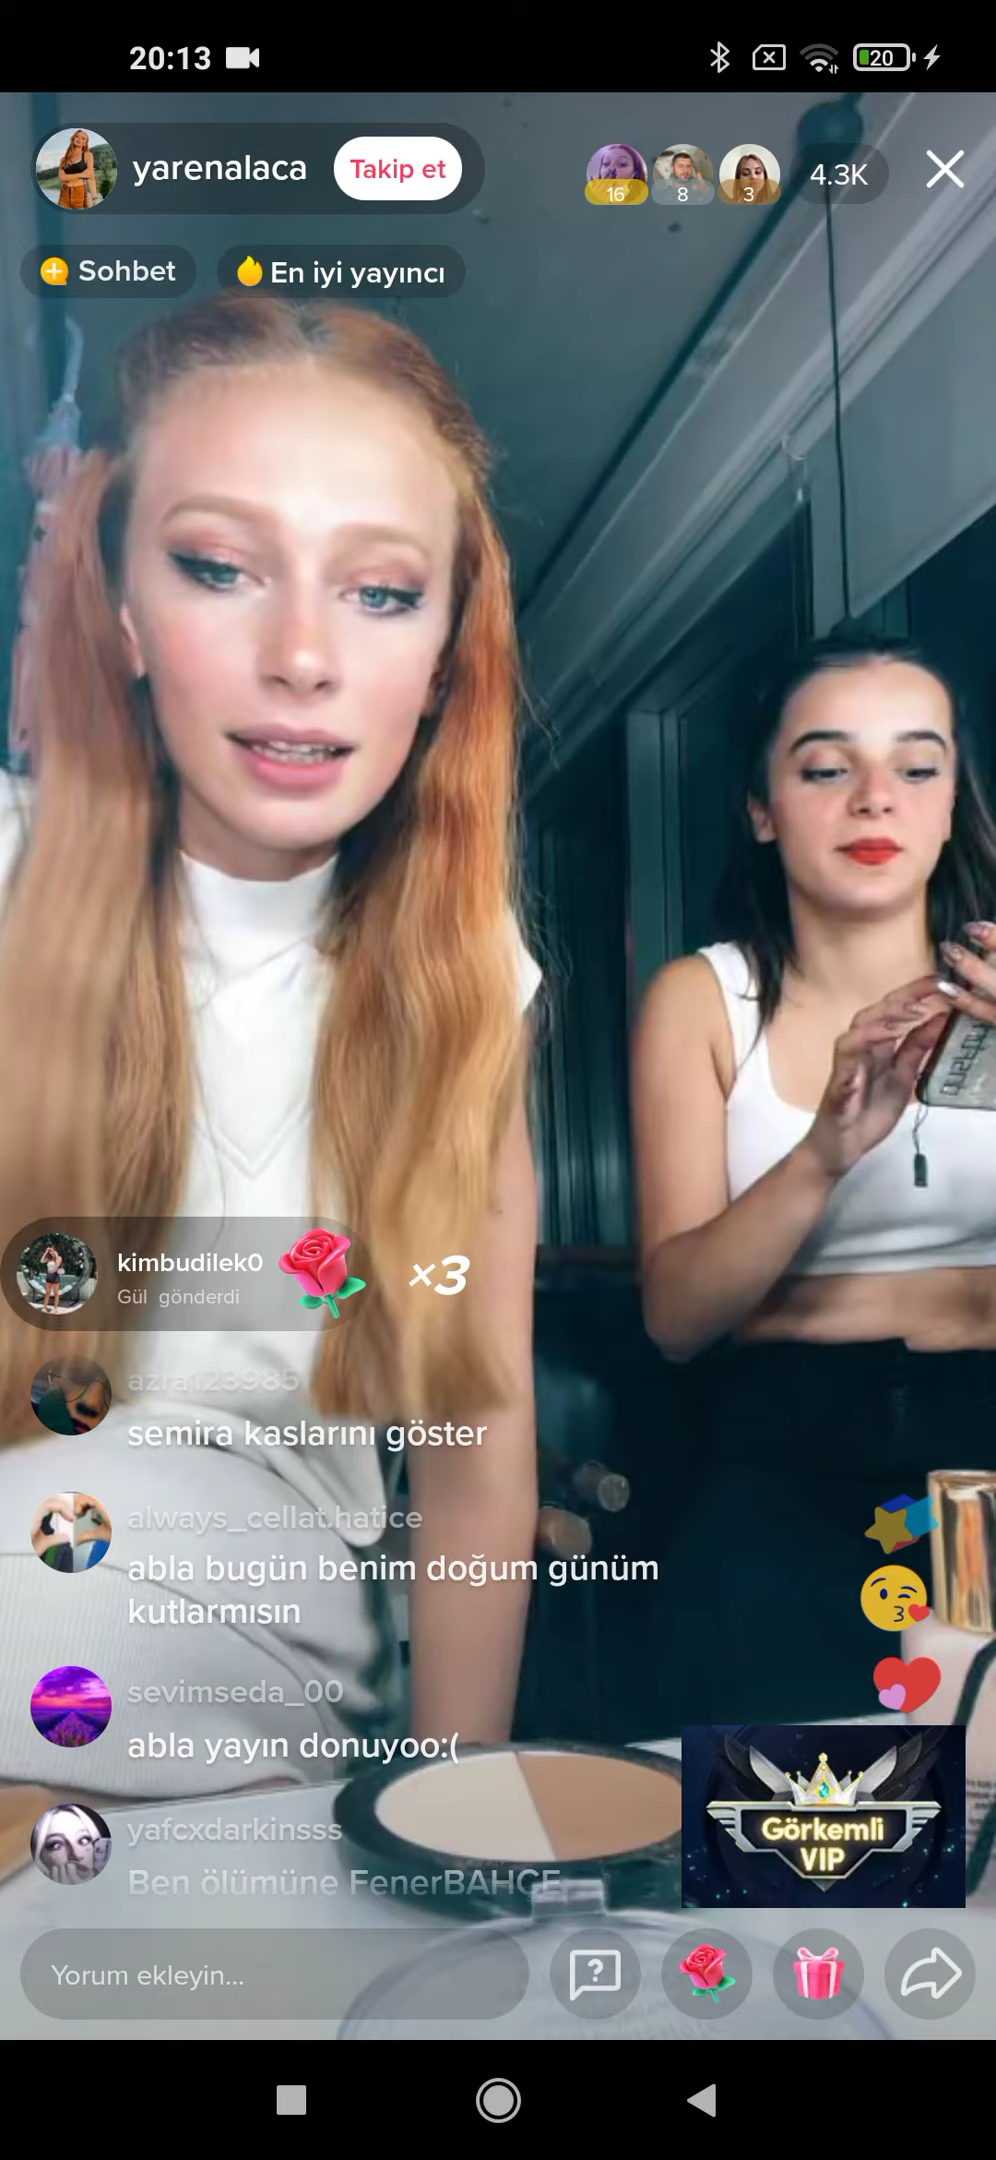 20:13
20
yarenalaca
Takip et
16
8
3
4.3K
Sohbet
En iyi yayıncı
kimbudilek0
Gül gönderdi
×3
azra123985
semira kaslarını göster
always_cellat.hatice
abla bugün benim doğum günüm
kutlarmısın
sevimseda_00
abla yayın donuyoo:(
yafcxdarkinsss
Ben ölümüne FenerBAHÇE
Görkemli
VIP
Yorum ekleyin...